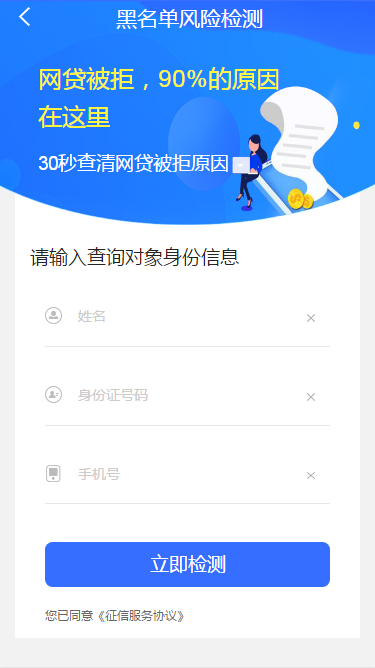 黑名单风险检测
网贷被拒，90%的原因
在这里
30秒查清网贷被拒原因
请输入查询对象身份信息
姓名
身份证号码
手机号
立即检测
您已同意《征信服务协议》